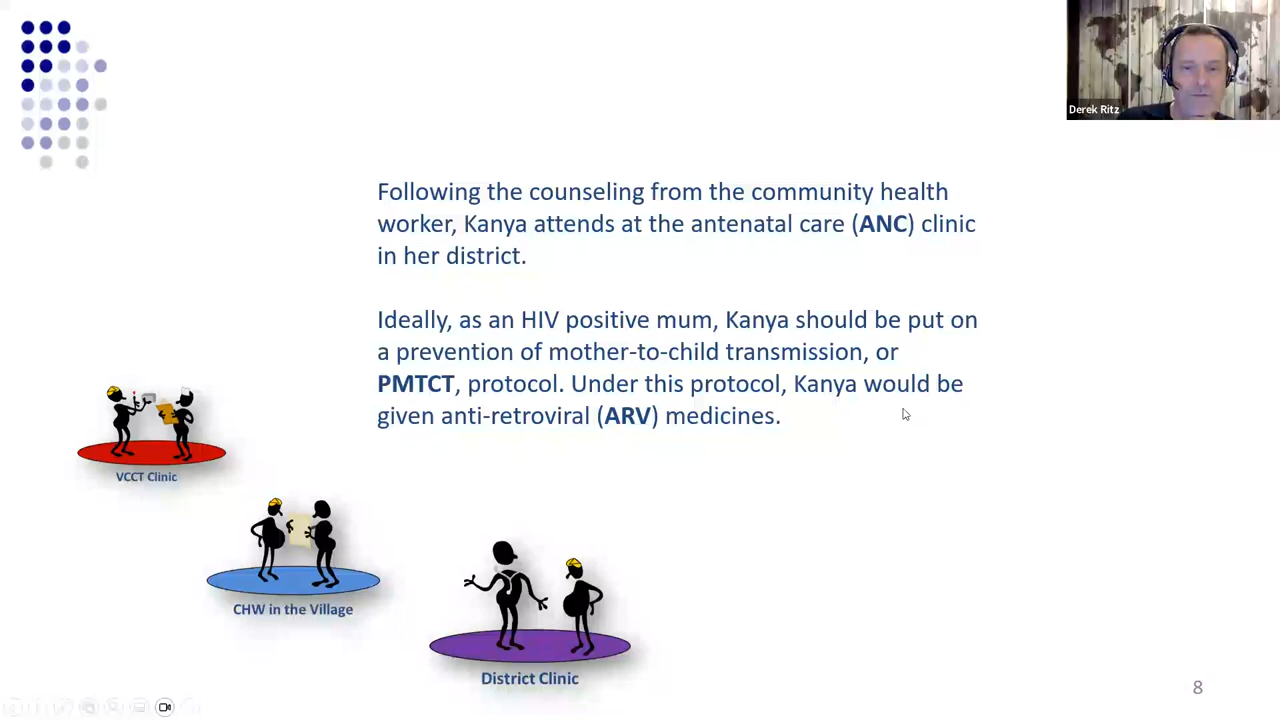 Derek Ritz
Following the counseling from the community health
worker, Kanya attends at the antenatal care (ANC) clinic
in her district.
Ideally, as an HIV positive mum, Kanya should be put on
a prevention of mother-to-child transmission, or
PMTCT, protocol. Under this protocol, Kanya would be
given anti-retroviral (ARV) medicines.
VCCT Clinic
CHW in the Village
District Clinic
8